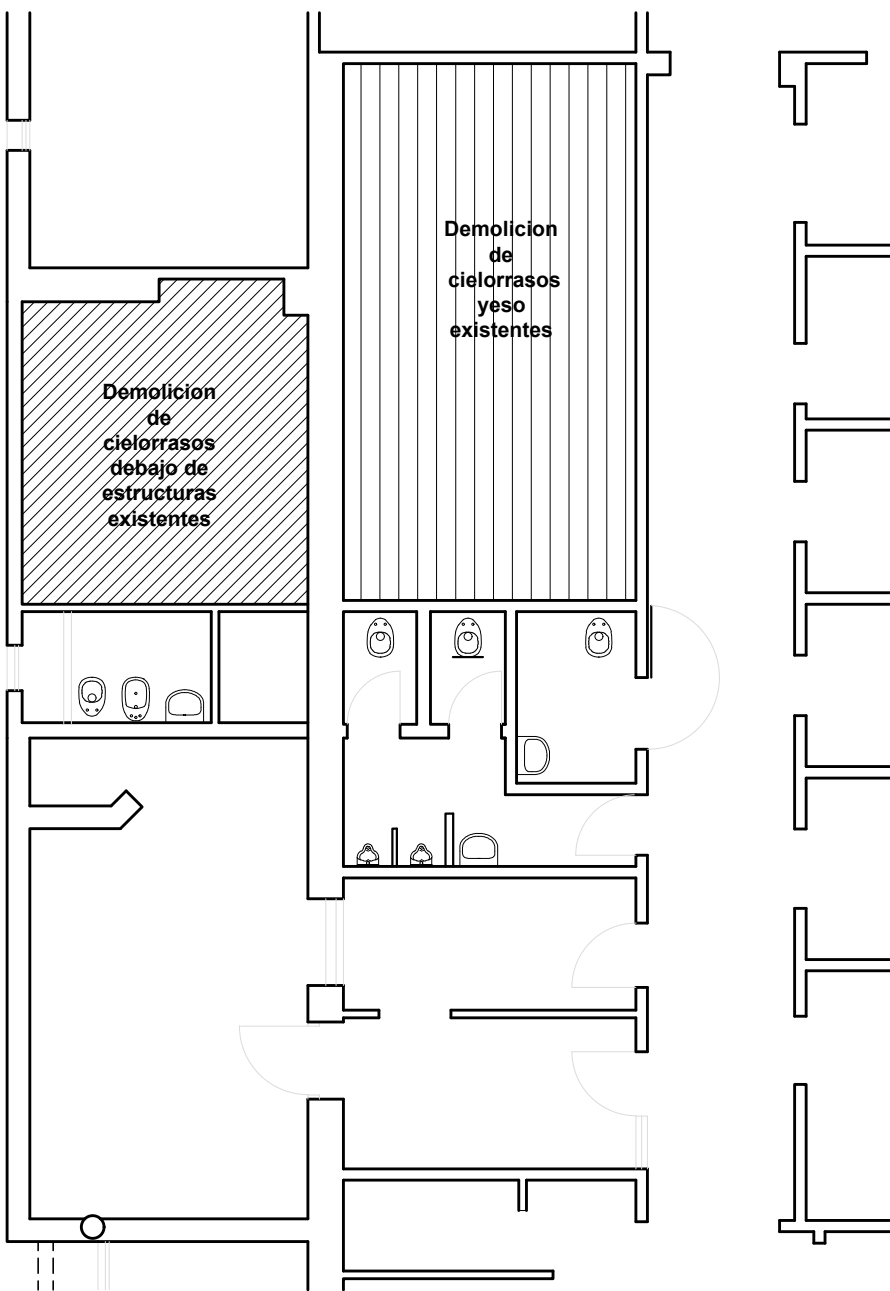 Demolicion
de
cielorrasos
yeso
existentes
Demolicion
de
cielorrasos
debajo de
estructuras
existentes